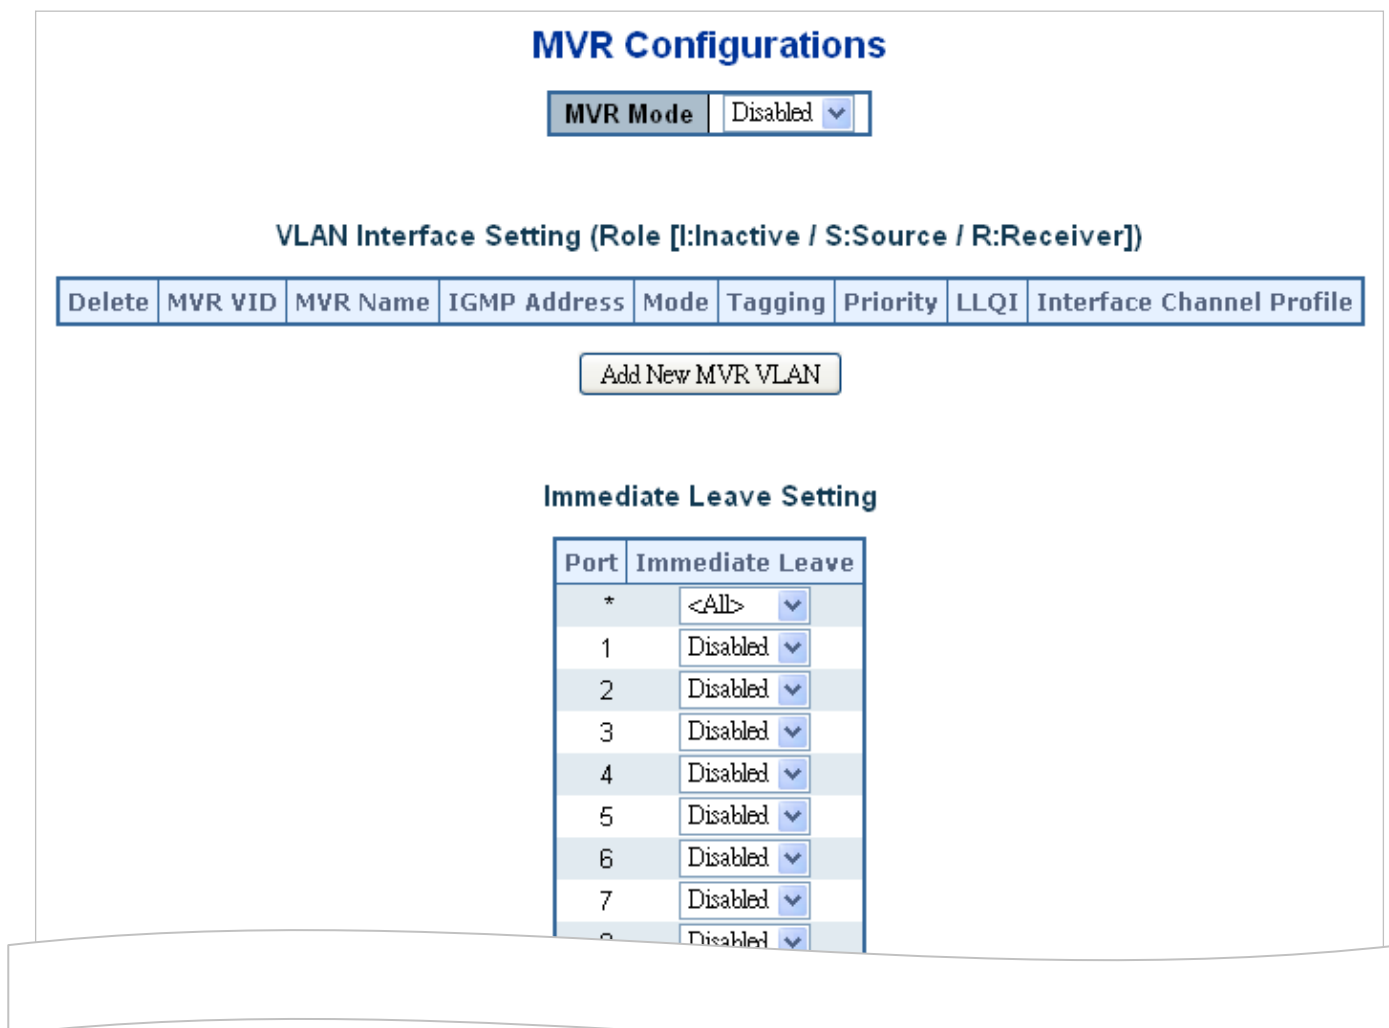 MVR Configurations
MVR Mode Disabled
VLAN Interface Setting (Role [I:Inactive / S:Source / R:Receiver])
Delete MVR VID MVR Name IGMP Address Mode Tagging Priority LLQI Interface Channel Profile
Add New MVR VLAN
Immediate Leave Setting
Port Immediate Leave
* <All>
1 Disabled
2 Disabled
3 Disabled
4 Disabled
5 Disabled
6 Disabled
7 Disabled
Disabled